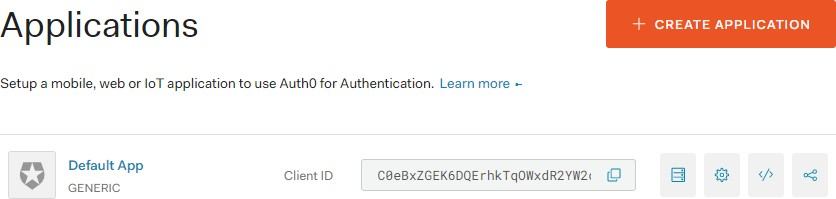 Applications
+ CREATE APPLICATION
Setup a mobile, web or IoT application to use Auth0 for Authentication. Learn more
Default App
GENERIC
Client ID
C0eBxZGEK6DQErhkTqOWxdR2YW2